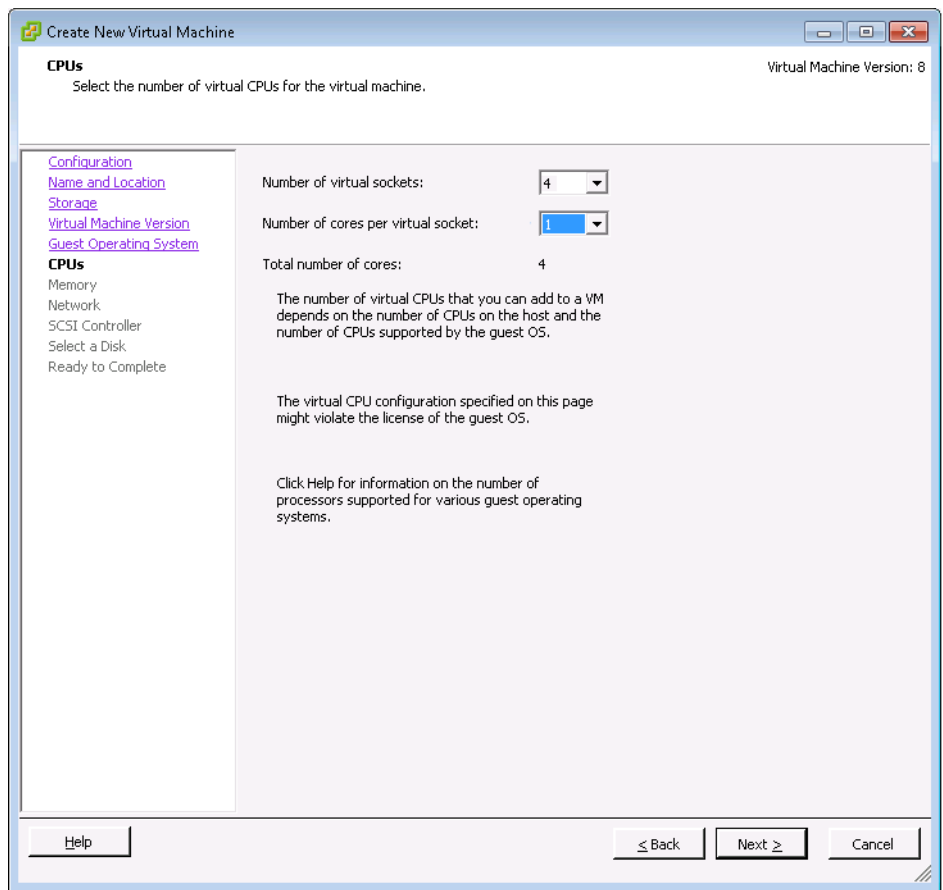 Create New Virtual Machine
CPUs
Select the number of virtual CPUs for the virtual machine.
Virtual Machine Version: 8
Configuration
Name and Location
Storage
Virtual Machine Version
Guest Operating System
CPUs
Memory
Network
SCSI Controller
Select a Disk
Ready to Complete
Number of virtual sockets:
4
Number of cores per virtual socket:
1
Total number of cores:
4
The number of virtual CPUs that you can add to a VM
depends on the number of CPUs on the host and the
number of CPUs supported by the guest OS.
The virtual CPU configuration specified on this page
might violate the license of the guest OS.
Click Help for information on the number of
processors supported for various guest operating
systems.
Help
< Back
Next >
Cancel